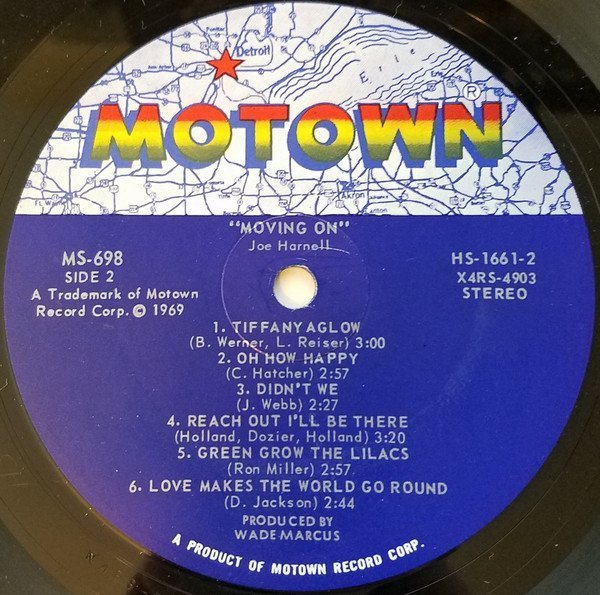 Detroit
Erie
MOTOWN®
Akron
"MOVING ON"
Joe Harnell
MS-698
SIDE 2
A Trademark of Motown
Record Corp. © 1969
HS-1661-2
X4RS-4903
STEREO
1. TIFFANY AGLOW
(B. Werner, L. Reiser) 3:00
2. OH HOW HAPPY
(C. Hatcher) 2:57
3. DIDN'T WE
(J. Webb) 2:27
4. REACH OUT I'LL BE THERE
(Holland, Dozier, Holland) 3:20
5. GREEN GROW THE LILACS
(Ron Miller) 2:57
6. LOVE MAKES THE WORLD GO ROUND
(D. Jackson) 2:44
PRODUCED BY
WADE MARCUS
A PRODUCT OF MOTOWN RECORD CORP.